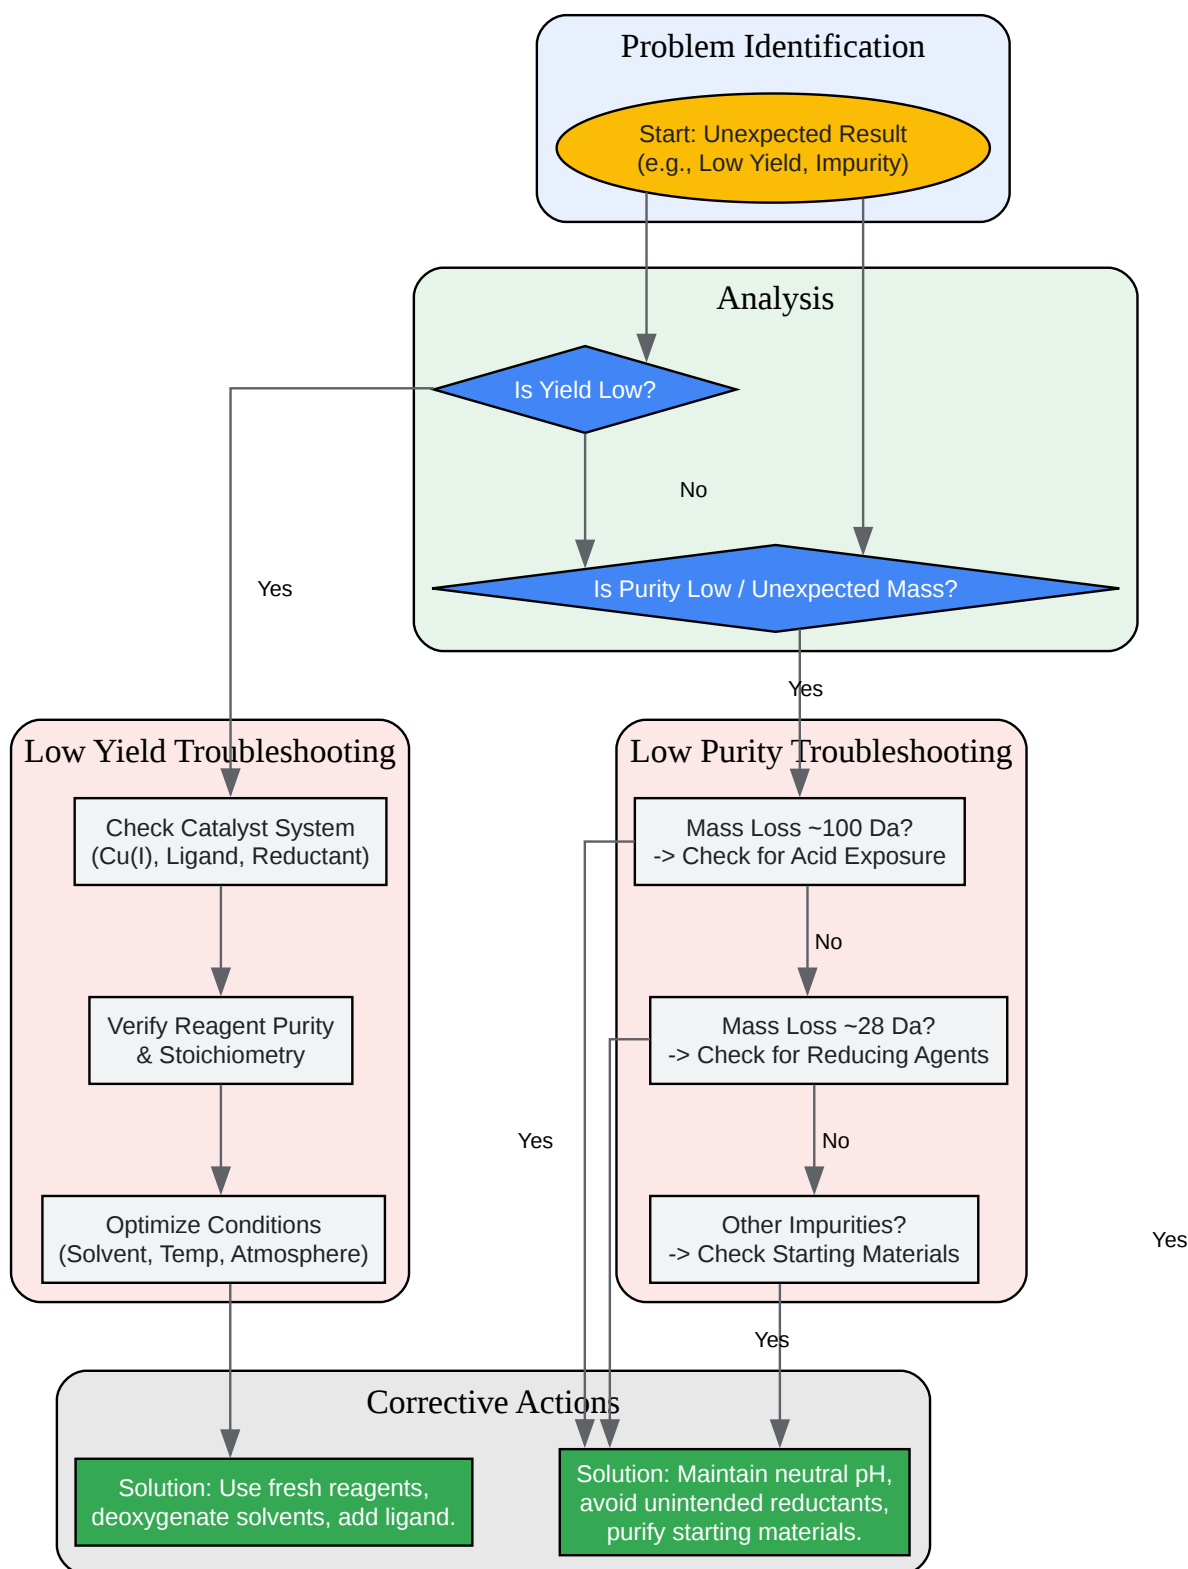 Problem Identification
Start: Unexpected Result
(e.g., Low Yield, Impurity)
Analysis
Is Yield Low?
No
Yes
Is Purity Low / Unexpected Mass?
Yes
Low Yield Troubleshooting
Check Catalyst System
(Cu(I), Ligand, Reductant)
Verify Reagent Purity
& Stoichiometry
Optimize Conditions
(Solvent, Temp, Atmosphere)
Low Purity Troubleshooting
Mass Loss ~100 Da?
-> Check for Acid Exposure
No
Mass Loss ~28 Da?
-> Check for Reducing Agents
Yes
No
Other Impurities?
-> Check Starting Materials
Yes
Yes
Corrective Actions
Solution: Use fresh reagents,
deoxygenate solvents, add ligand.
Solution: Maintain neutral pH,
avoid unintended reductants,
purify starting materials.